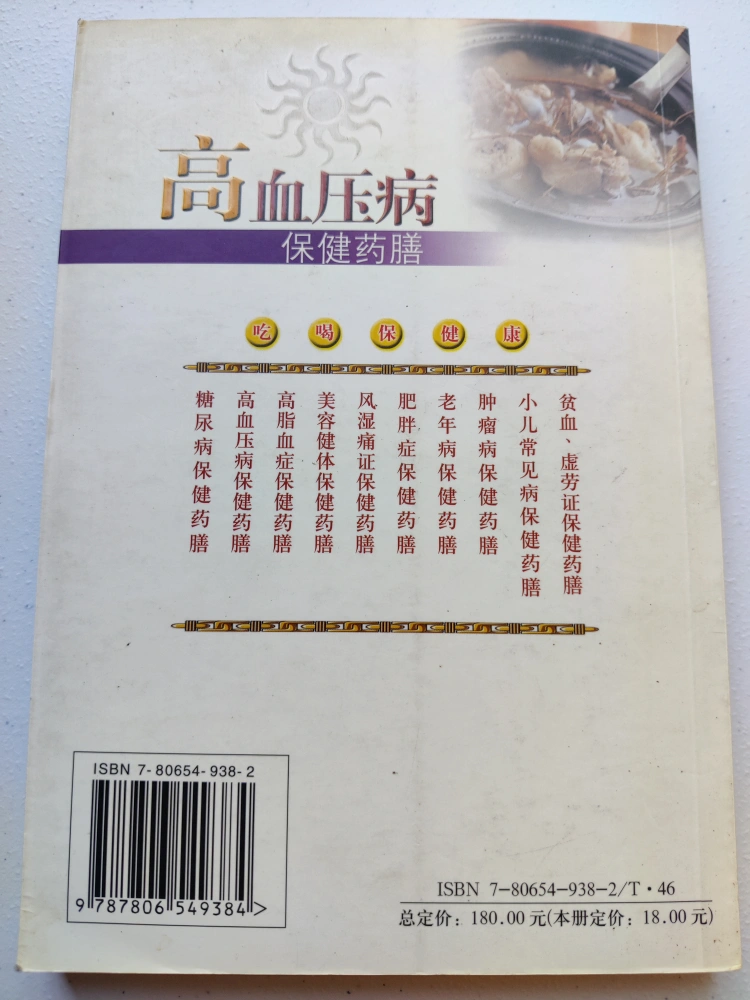 高血压病
保健药膳
吃喝保健康
糖尿病保健药膳
高血压病保健药膳
高脂血症保健药膳
美容健体保健药膳
风湿痛证保健药膳
肥胖症保健药膳
老年病保健药膳
肿瘤病保健药膳
小儿常见病保健药膳
贫血、虚劳证保健药膳
ISBN 7-80654-938-2
9 787806 549384 >
ISBN 7-80654-938-2/T·46
总定价：180.00元(本册定价：18.00元)